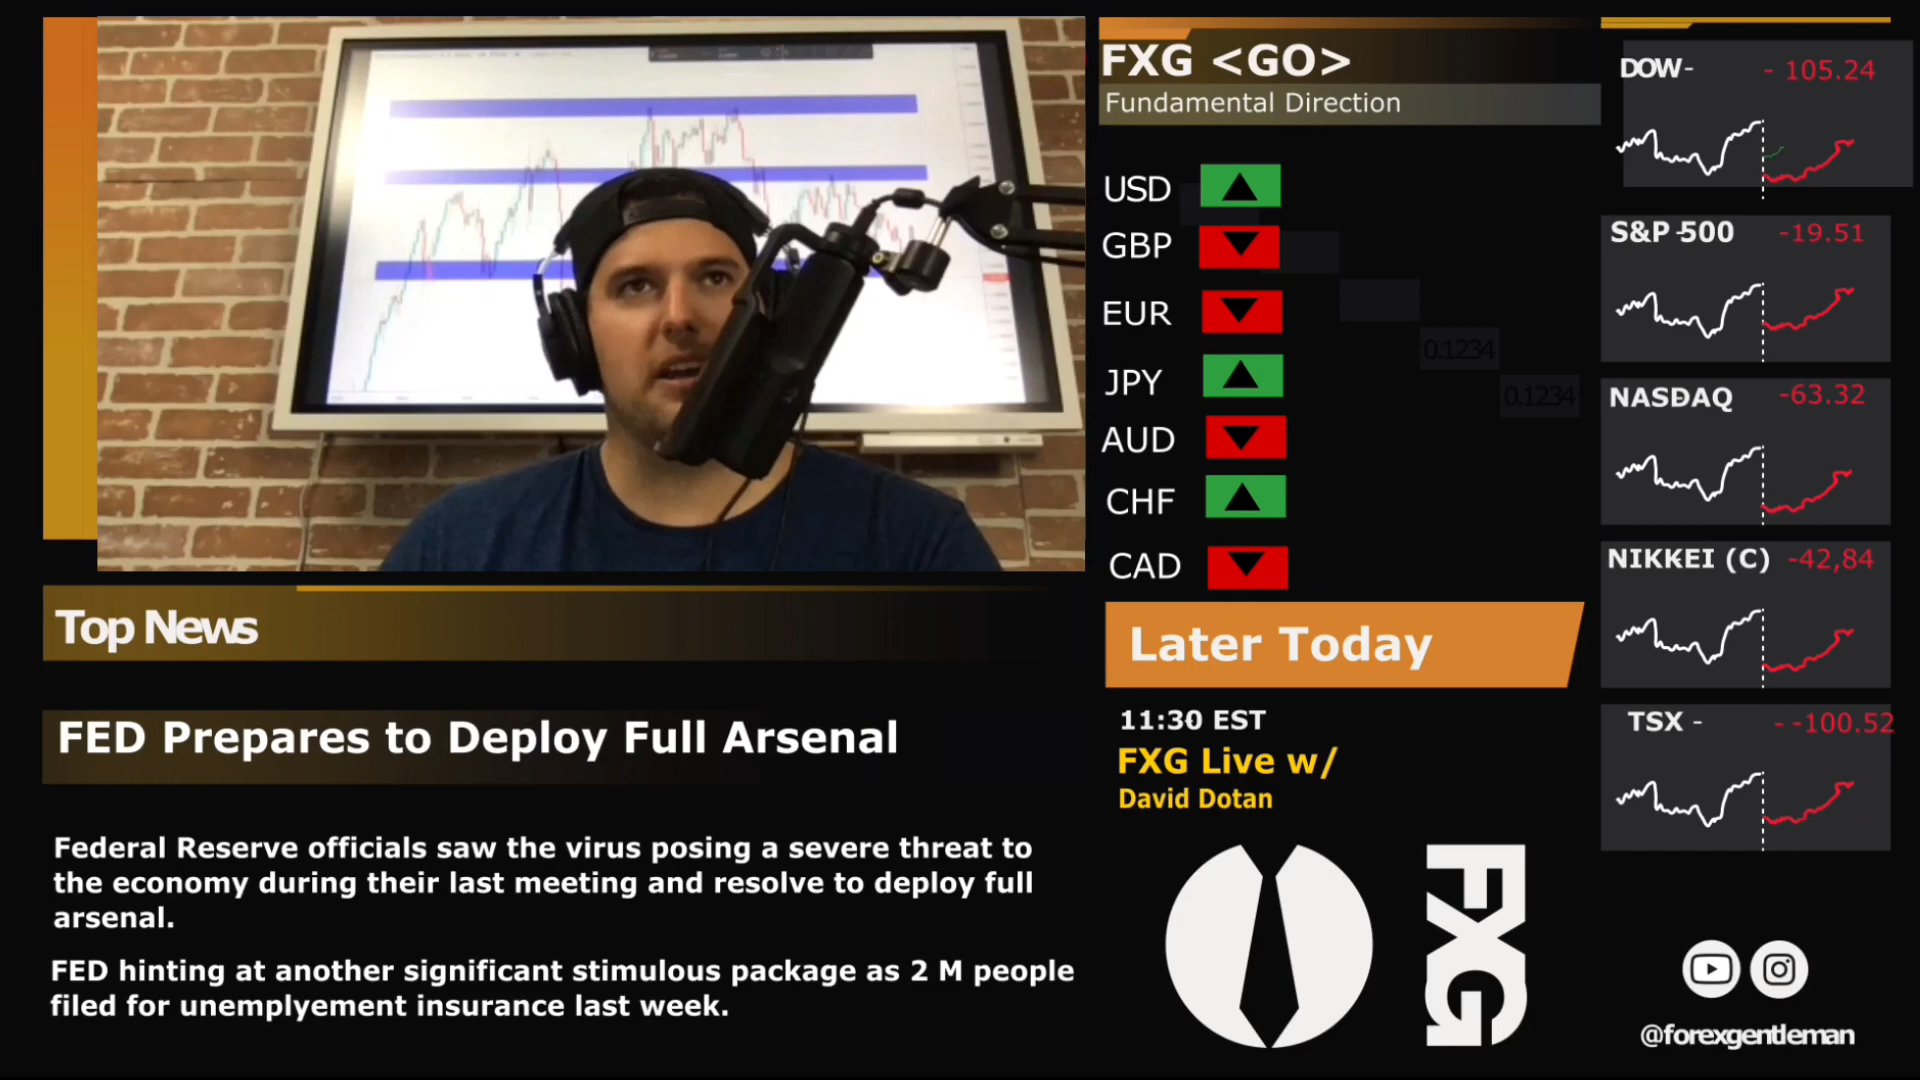 FXG <GO>
Fundamental Direction
USD
GBP
EUR
JPY
AUD
CHF
CAD
0.1234
0.1234
DOW-
- 105.24
S&P -500
-19.51
NASDAQ
-63.32
NIKKEI (C)
-42,84
TSX -
- -100.52
Later Today
11:30 EST
FXG Live w/
David Dotan
FXG
@forexgentleman
Top News
FED Prepares to Deploy Full Arsenal
Federal Reserve officials saw the virus posing a severe threat to
the economy during their last meeting and resolve to deploy full
arsenal.
FED hinting at another significant stimulous package as 2 M people
filed for unemplyement insurance last week.